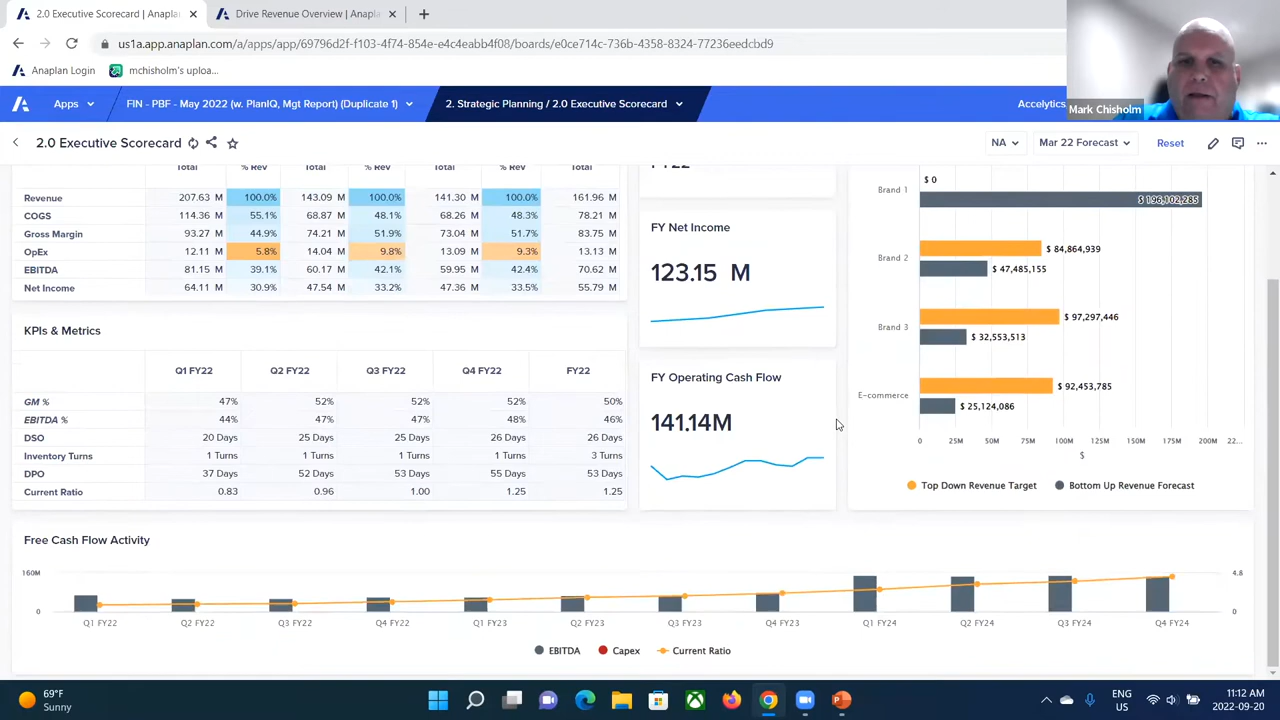 2.0 Executive Scorecard | Anaplan
Drive Revenue Overview | Anaplan
us1a.app.anaplan.com/a/apps/app/69796d2f-f103-4f74-854e-e4c4eabb4f08/boards/e0ce714c-736b-4358-8324-77236eedcbd9
Anaplan Login mchisholm's uploa...
Mark Chisholm
Apps FIN - PBF - May 2022 (w. PlanIQ, Mgt Report) (Duplicate 1) 2. Strategic Planning / 2.0 Executive Scorecard Accelytics
2.0 Executive Scorecard NA Mar 22 Forecast Reset
Total % Rev Total % Rev Total % Rev Total
Revenue 207.63 M 100.0% 143.09 M 100.0% 141.30 M 100.0% 161.96 M
COGS 114.36 M 55.1% 68.87 M 48.1% 68.26 M 48.3% 78.21 M
Gross Margin 93.27 M 44.9% 74.21 M 51.9% 73.04 M 51.7% 83.75 M
OpEx 12.11 M 5.8% 14.04 M 9.8% 13.09 M 9.3% 13.13 M
EBITDA 81.15 M 39.1% 60.17 M 42.1% 59.95 M 42.4% 70.62 M
Net Income 64.11 M 30.9% 47.54 M 33.2% 47.36 M 33.5% 55.79 M
KPIs & Metrics
Q1 FY22 Q2 FY22 Q3 FY22 Q4 FY22 FY22
GM % 47% 52% 52% 52% 50%
EBITDA % 44% 47% 47% 48% 46%
DSO 20 Days 25 Days 25 Days 26 Days 26 Days
Inventory Turns 1 Turns 1 Turns 1 Turns 1 Turns 3 Turns
DPO 37 Days 52 Days 53 Days 55 Days 53 Days
Current Ratio 0.83 0.96 1.00 1.25 1.25
FY22
FY Net Income
123.15 M
FY Operating Cash Flow
141.14M
$ 0
Brand 1
$ 196,102,285
$ 84,864,939
Brand 2
$ 47,485,155
$ 97,297,446
Brand 3
$ 32,553,513
$ 92,453,785
E-commerce
$ 25,124,086
0 25M 50M 75M 100M 125M 150M 175M 200M 22...
$
Top Down Revenue Target Bottom Up Revenue Forecast
Free Cash Flow Activity
160M 4.8
0 0
Q1 FY22 Q2 FY22 Q3 FY22 Q4 FY22 Q1 FY23 Q2 FY23 Q3 FY23 Q4 FY23 Q1 FY24 Q2 FY24 Q3 FY24 Q4 FY24
EBITDA Capex Current Ratio
69°F
Sunny
ENG
US
11:12 AM
2022-09-20